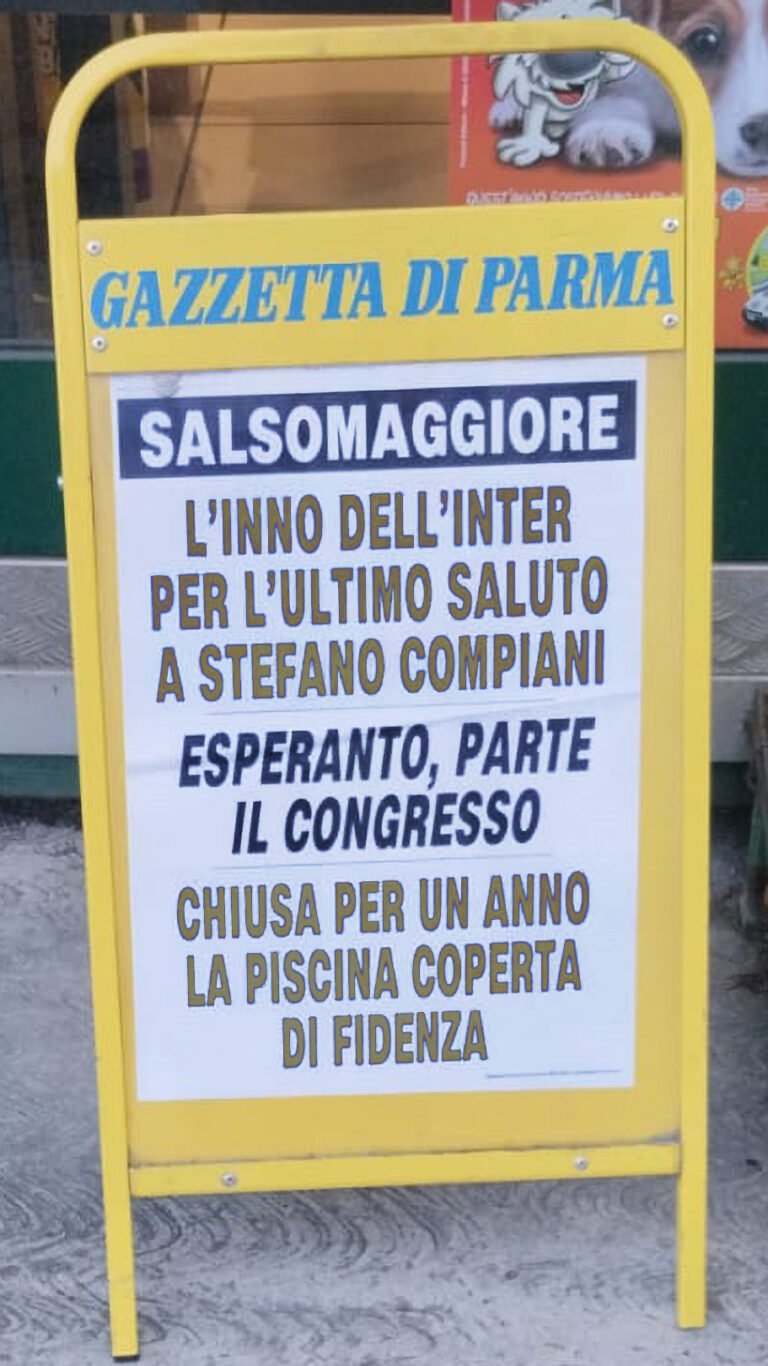 GAZZETTA DI PARMA
SALSOMAGGIORE
L'INNO DELL'INTER
PER L'ULTIMO SALUTO
A STEFANO COMPIANI
ESPERANTO, PARTE
IL CONGRESSO
CHIUSA PER UN ANNO
LA PISCINA COPERTA
DI FIDENZA